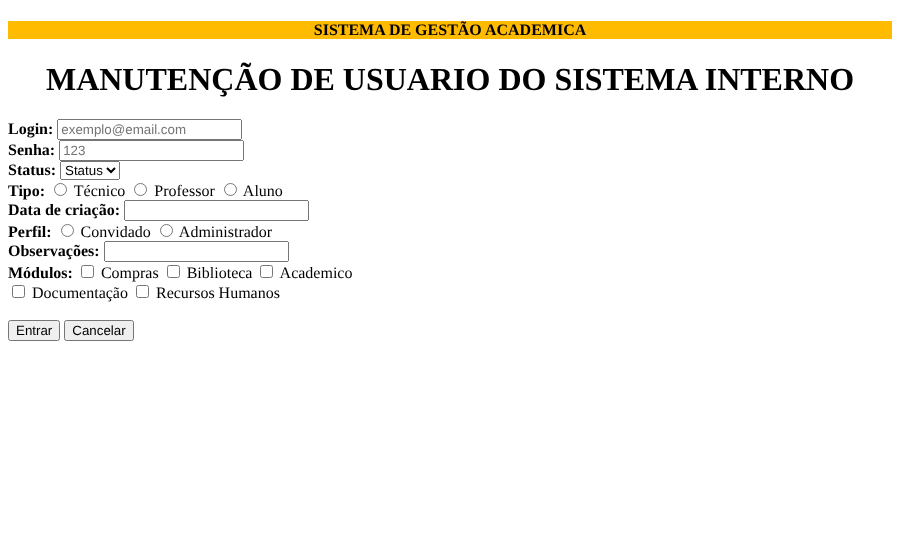 SISTEMA DE GESTÃO ACADEMICA
MANUTENÇÃO DE USUARIO DO SISTEMA INTERNO
Login: exemplo@email.com
Senha: 123
Status: Status
Tipo: Técnico Professor Aluno
Data de criação:
Perfil: Convidado Administrador
Observações:
Módulos: Compras Biblioteca Academico
Documentação Recursos Humanos
Entrar Cancelar